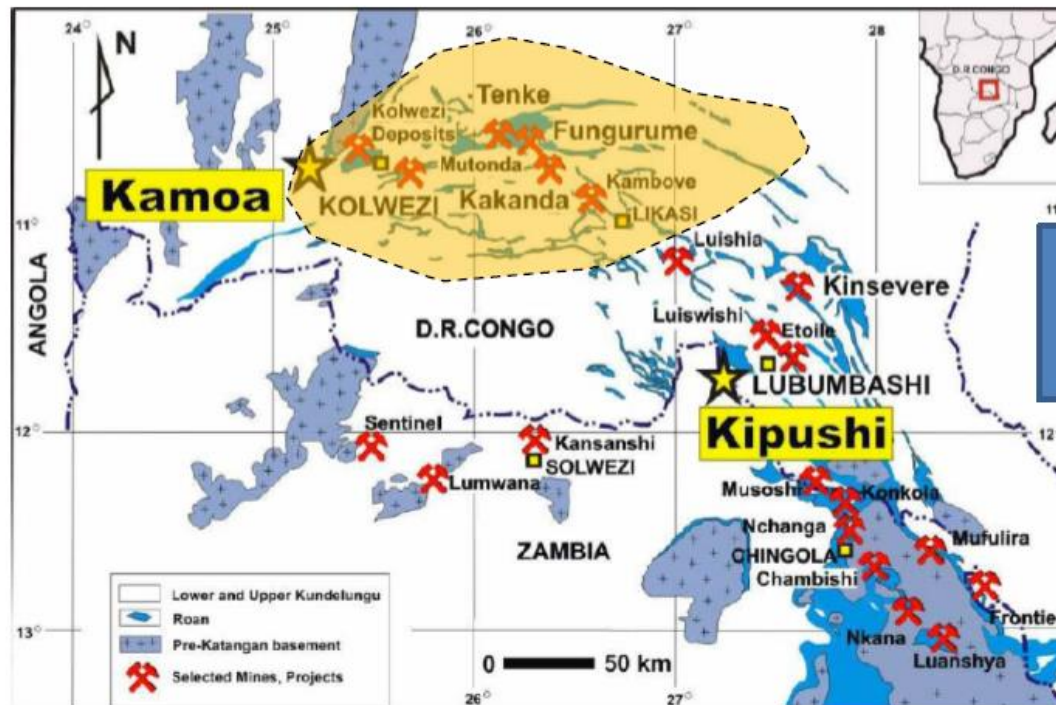 24°
25
26°
27
28
N
D.R.CONGO
Tenke
Kolwezi
Deposits
Fungurume
Mutonda
Kamoa
KOLWEZI
Kakanda
Kambove
LIKASI
11°
Luishia
Kinsevere
ANGOLA
Luiswishi
Etoile
D.R.CONGO
LUBUMBASHI
12°
Kipushi
12
Sentinel
Kansanshi
SOLWEZI
Lumwana
Musoshi
Konkola
Nchanga
Mufulira
ZAMBIA
CHINGOLA
Chambishi
Lower and Upper Kundelungu
Roan
Pre-Katangan basement
Selected Mines, Projects
13°
Frontie
Nkana
Luanshya
0 50 km
26°
27